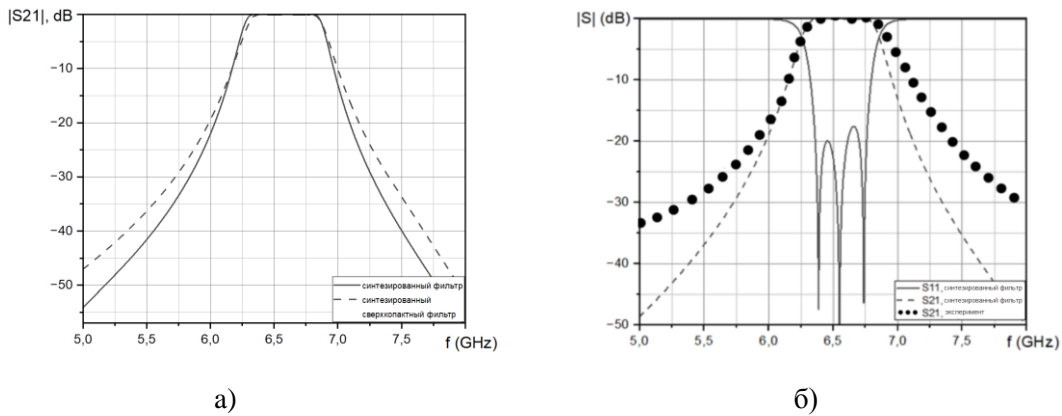 |S21|, dB
−10
−20
−30
−40
−50
5,0 5,5 6,0 6,5 7,0 7,5
f (GHz)
синтезированный фильтр
синтезированный
сверхкопактный фильтр
а)
|S| (dB)
0
−10
−20
−30
−40
−50
5,0 5,5 6,0 6,5 7,0 7,5
f (GHz)
S11, синтезированный фильтр
S21, синтезированный фильтр
S21, эксперимент
б)